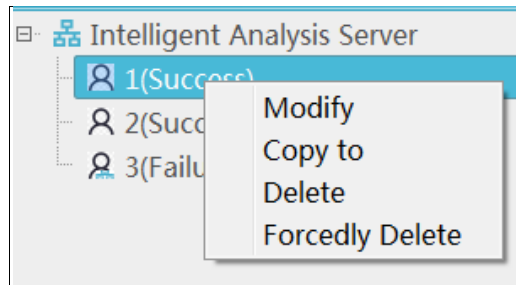 Intelligent Analysis Server
1(Success)
Modify
2(Succ
Copy to
3(Failu
Delete
Forcedly Delete